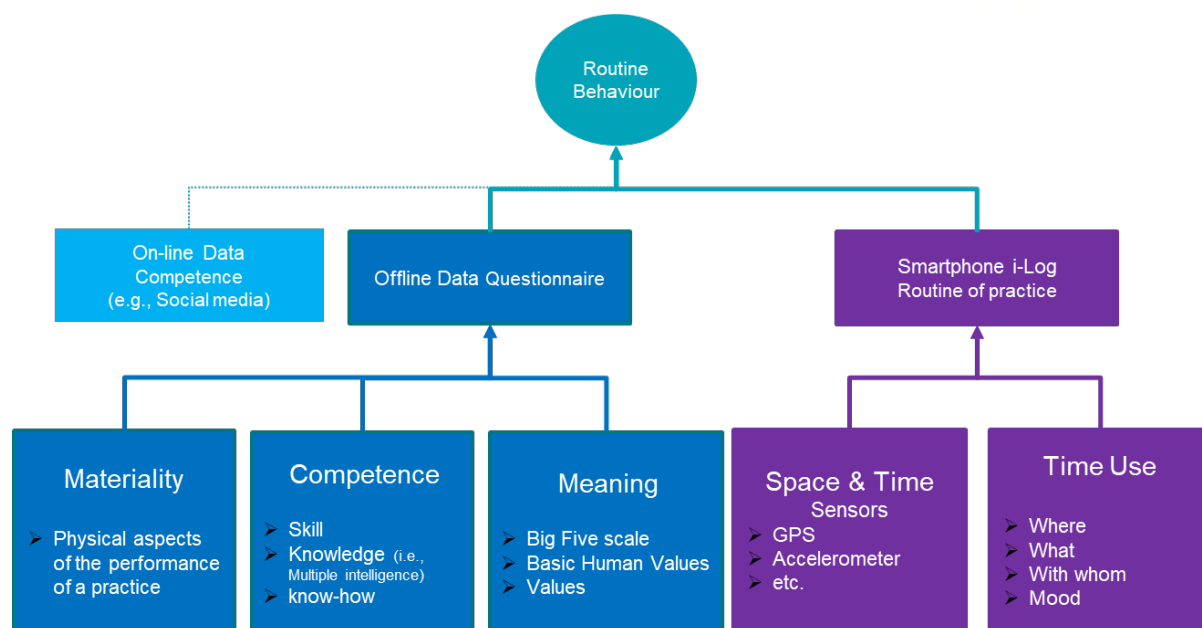 Routine
Behaviour
On-line Data
Competence
(e.g., Social media)
Offline Data Questionnaire
Smartphone i-Log
Routine of practice
Materiality
➢ Physical aspects
of the performance
of a practice
Competence
➢ Skill
➢ Knowledge (i.e.,
Multiple intelligence)
➢ know-how
Meaning
➢ Big Five scale
➢ Basic Human Values
➢ Values
Space & Time
Sensors
➢ GPS
➢ Accelerometer
➢ etc.
Time Use
➢ Where
➢ What
➢ With whom
➢ Mood